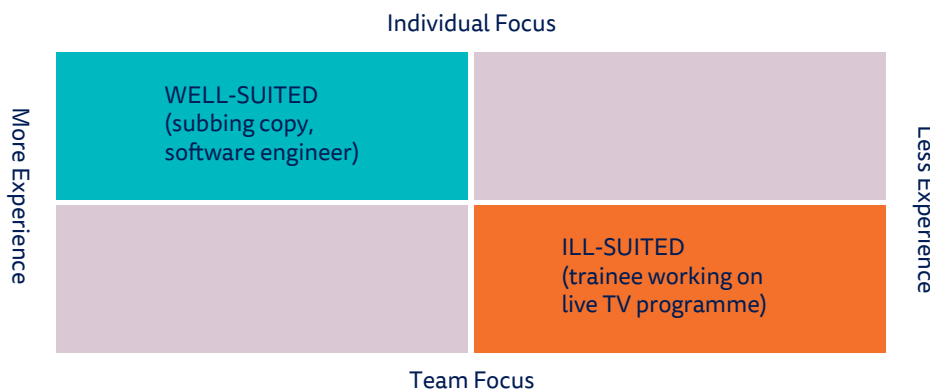 Individual Focus
WELL-SUITED
(subbing copy,
software engineer)
More Experience
Less Experience
ILL-SUITED
(trainee working on
live TV programme)
Team Focus